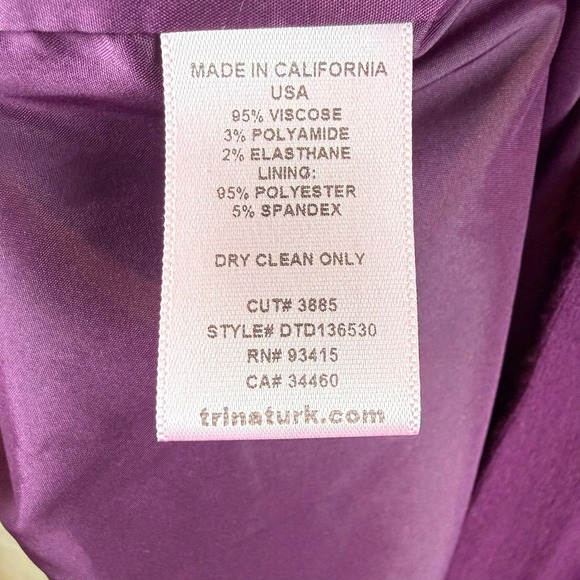 MADE IN CALIFORNIA
USA
95% VISCOSE
3% POLYAMIDE
2% ELASTHANE
LINING:
95% POLYESTER
5% SPANDEX
DRY CLEAN ONLY
CUT# 3885
STYLE# DTD136530
RN# 93415
CA# 34460
trinaturk.com